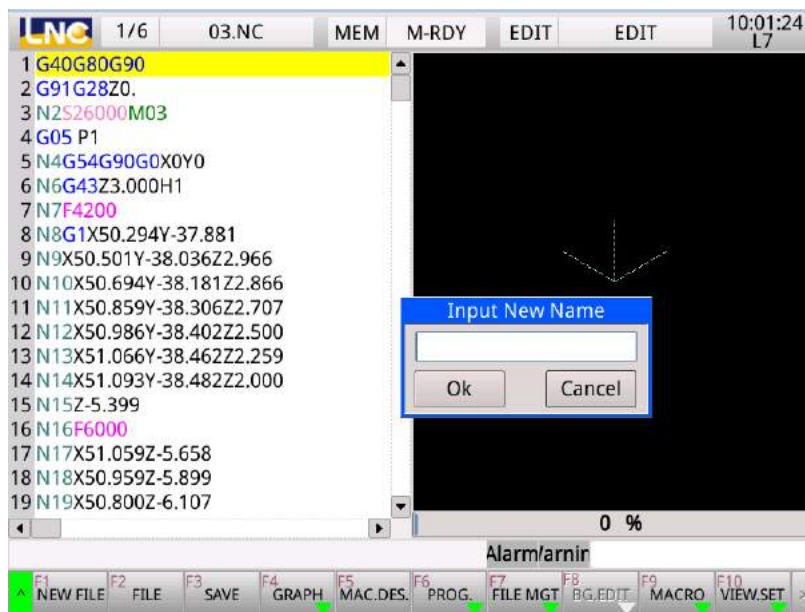 LNC 1/6 03.NC MEM M-RDY EDIT EDIT 10:01:24
L7
1 G40G80G90
2 G91G28Z0.
3 N2S26000M03
4 G05 P1
5 N4G54G90G0X0Y0
6 N6G43Z3.000H1
7 N7F4200
8 N8G1X50.294Y-37.881
9 N9X50.501Y-38.036Z2.966
10 N10X50.694Y-38.181Z2.866
11 N11X50.859Y-38.306Z2.707
12 N12X50.986Y-38.402Z2.500
13 N13X51.066Y-38.462Z2.259
14 N14X51.093Y-38.482Z2.000
15 N15Z-5.399
16 N16F6000
17 N17X51.059Z-5.658
18 N18X50.959Z-5.899
19 N19X50.800Z-6.107
Input New Name
Ok Cancel
0 %
Alarm/arnin
F1 F2 F3 F4 F5 F6 F7 F8 F9 F10
^ NEW FILE FILE SAVE GRAPH MAC.DES. PROG. FILE MGT BG.EDIT MACRO VIEW.SET >